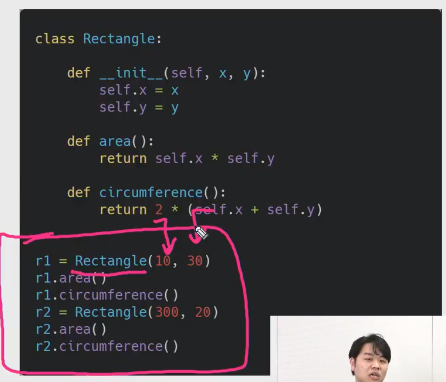 class Rectangle:
def __init__(self, x, y):
self.x = x
self.y = y
def area():
return self.x * self.y
def circumference():
return 2 * (self.x + self.y)
r1 = Rectangle(10, 30)
r1.area()
r1.circumference()
r2 = Rectangle(300, 20)
r2.area()
r2.circumference()